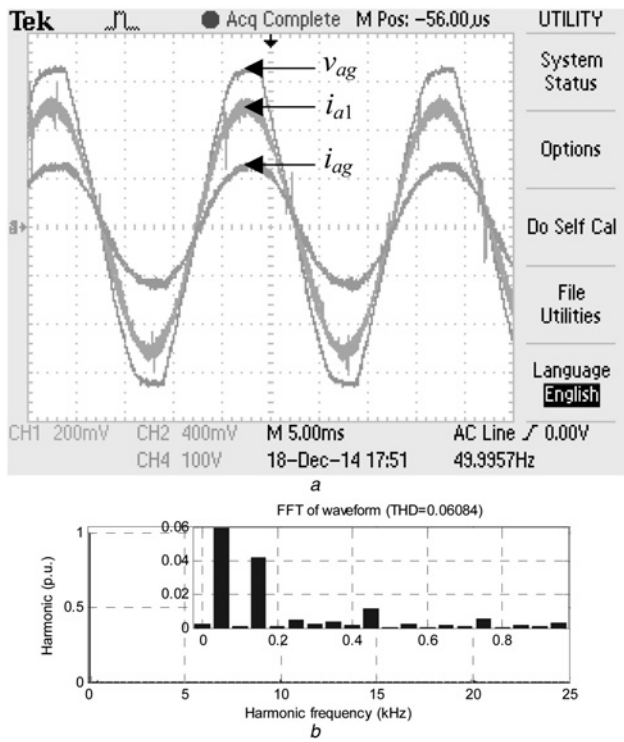 Tek Acq Complete M Pos: -56.00µs UTILITY
System
Status
Options
Do Self Cal
File
Utilities
Language
English
v_ag
i_a1
i_ag
CH1 200mV CH2 400mV M 5.00ms AC Line 0.00V
CH4 100V 18-Dec-14 17:51 49.9957Hz
a
FFT of waveform (THD=0.06084)
Harmonic (p.u.)
1
0.5
0
0.06
0.04
0.02
0
0 0.2 0.4 0.6 0.8
0 5 10 15 20 25
Harmonic frequency (kHz)
b